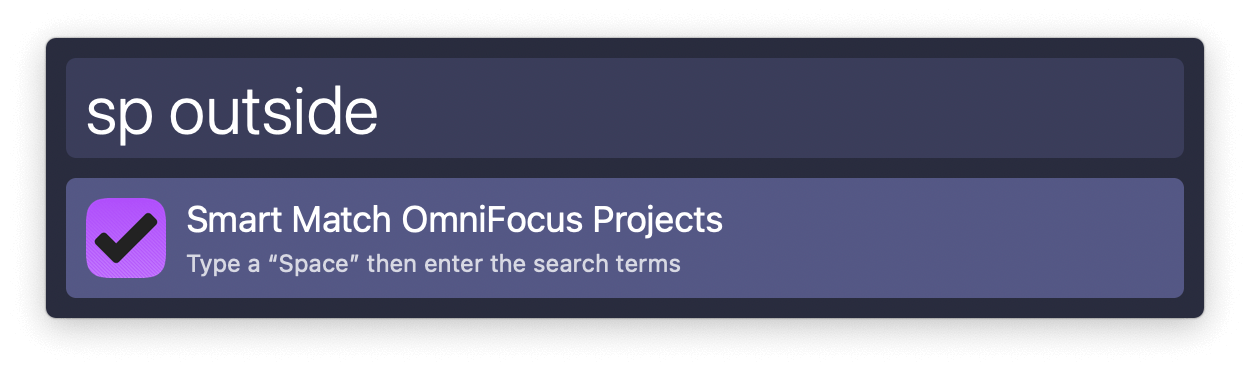 sp outside
Smart Match OmniFocus Projects
Type a “Space” then enter the search terms